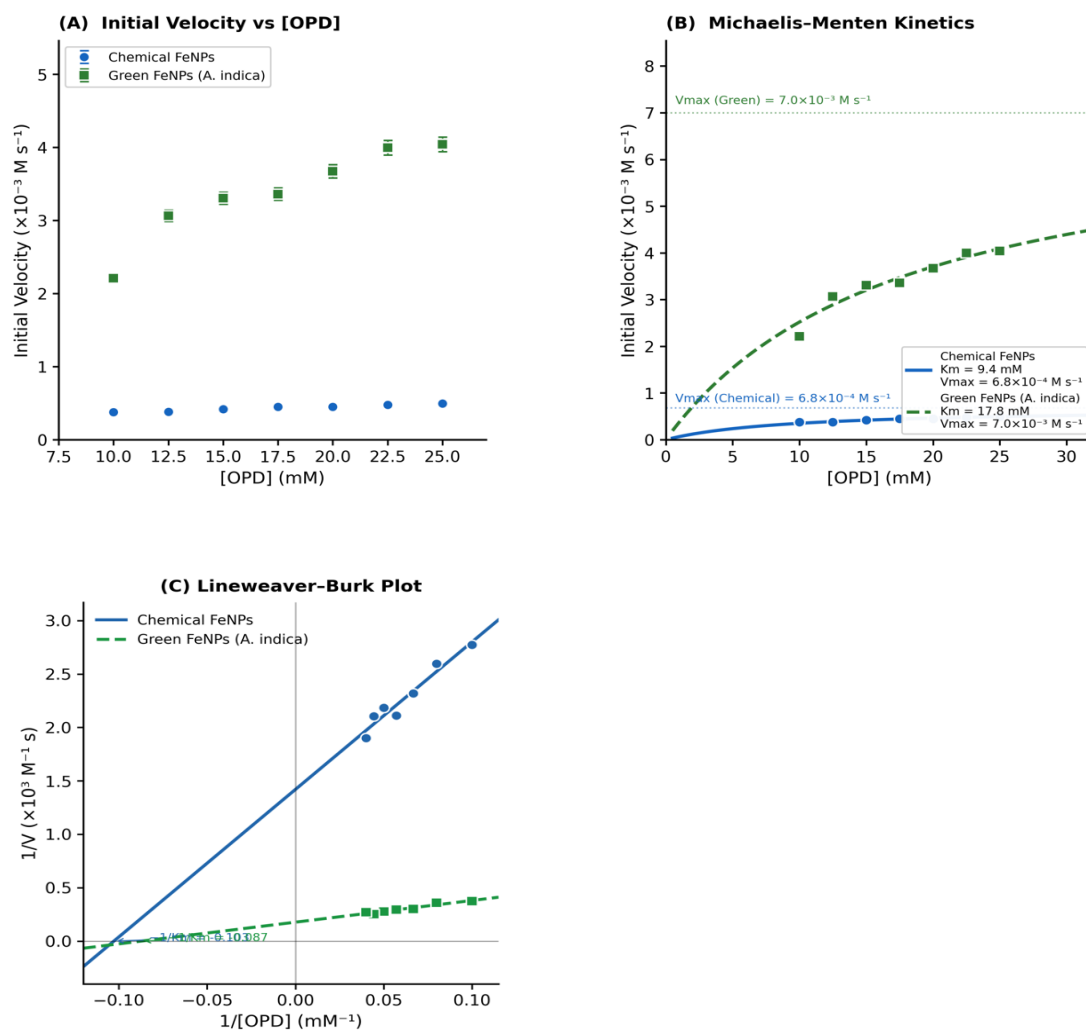 (A)  Initial Velocity vs [OPD]
Chemical FeNPs
Green FeNPs (A. indica)
Initial Velocity (×10⁻³ M s⁻¹)
5
4
3
2
1
0
7.5 10.0 12.5 15.0 17.5 20.0 22.5 25.0
[OPD] (mM)
(B)  Michaelis–Menten Kinetics
Vmax (Green) = 7.0×10⁻³ M s⁻¹
Initial Velocity (×10⁻³ M s⁻¹)
8
7
6
5
4
3
2
1
0
Vmax (Chemical) = 6.8×10⁻⁴ M s⁻¹
Chemical FeNPs
Km = 9.4 mM
Vmax = 6.8×10⁻⁴ M s⁻¹
Green FeNPs (A. indica)
Km = 17.8 mM
Vmax = 7.0×10⁻³ M s⁻¹
0 5 10 15 20 25 30
[OPD] (mM)
(C) Lineweaver–Burk Plot
Chemical FeNPs
Green FeNPs (A. indica)
1/V (×10³ M⁻¹ s)
3.0
2.5
2.0
1.5
1.0
0.5
0.0
−0.10 −0.05 0.00 0.05 0.10
1/[OPD] (mM⁻¹)